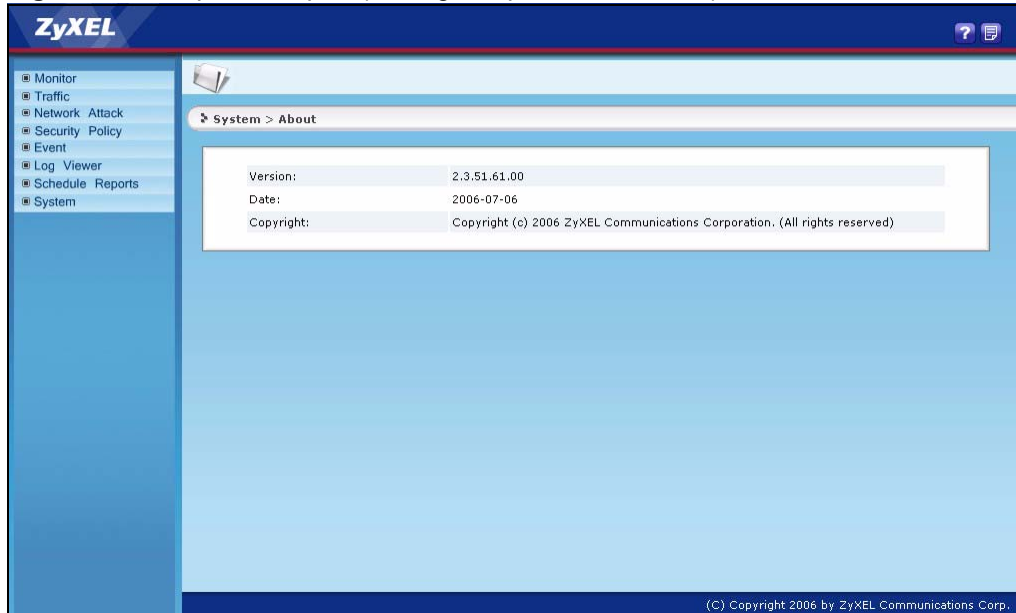 ZyXEL
?
Monitor
Traffic
Network Attack
Security Policy
Event
Log Viewer
Schedule Reports
System
System > About
Version: 2.3.51.61.00
Date: 2006-07-06
Copyright: Copyright (c) 2006 ZyXEL Communications Corporation. (All rights reserved)
(C) Copyright 2006 by ZyXEL Communications Corp.